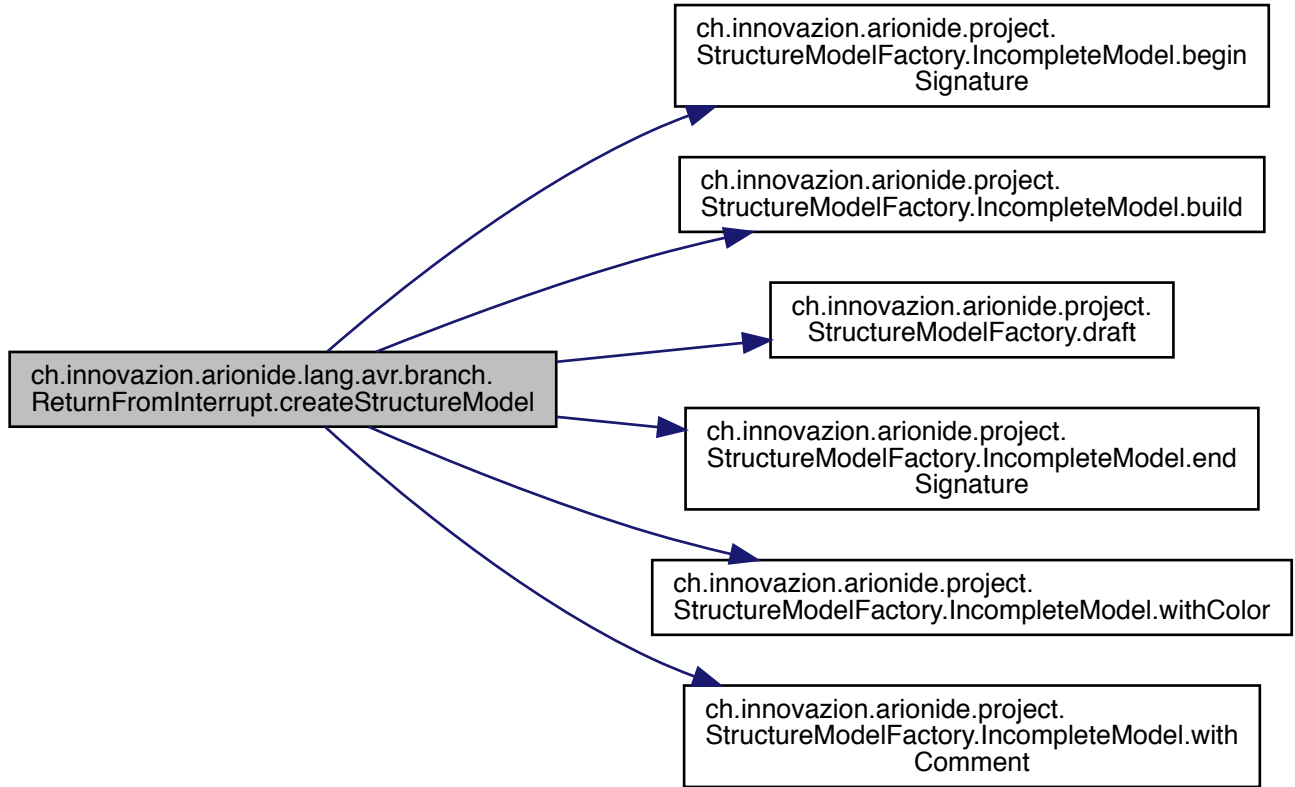 ch.innovazion.arionide.project.
StructureModelFactory.IncompleteModel.begin
Signature
ch.innovazion.arionide.project.
StructureModelFactory.IncompleteModel.build
ch.innovazion.arionide.project.
StructureModelFactory.draft
ch.innovazion.arionide.lang.avr.branch.
ReturnFromInterrupt.createStructureModel
ch.innovazion.arionide.project.
StructureModelFactory.IncompleteModel.end
Signature
ch.innovazion.arionide.project.
StructureModelFactory.IncompleteModel.withColor
ch.innovazion.arionide.project.
StructureModelFactory.IncompleteModel.with
Comment